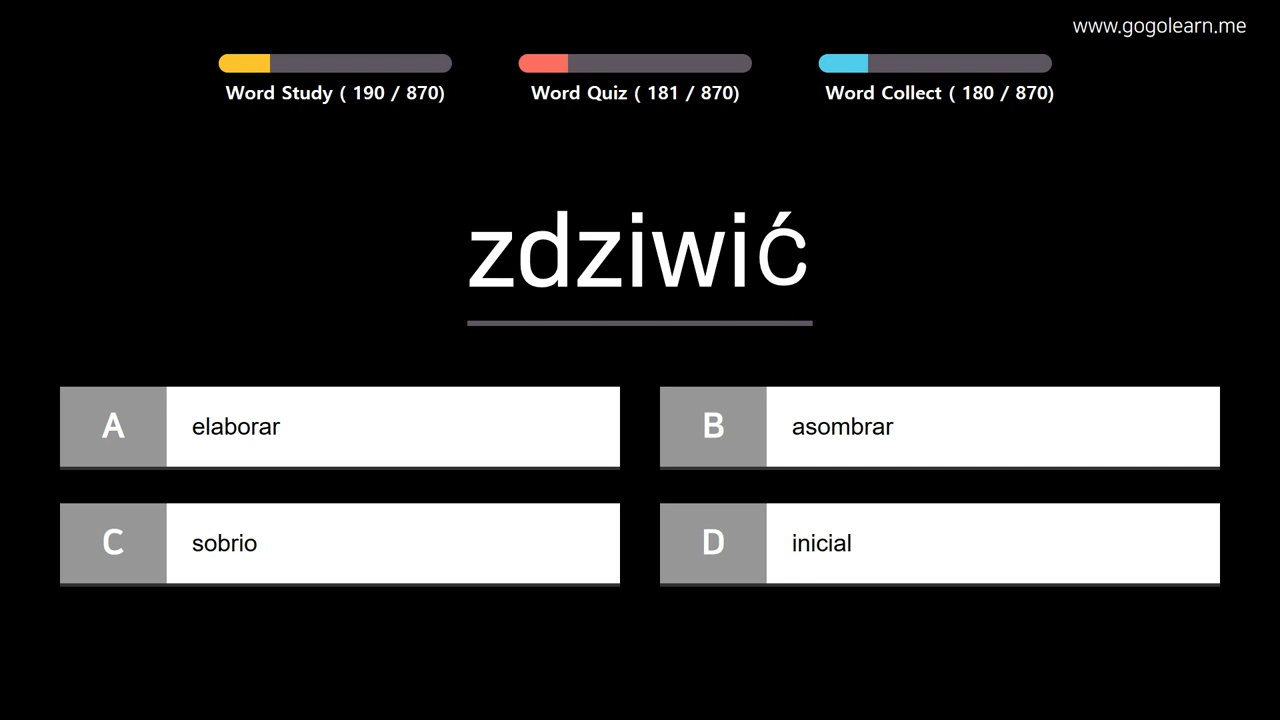 www.gogolearn.me
Word Study ( 190 / 870)
Word Quiz ( 181 / 870)
Word Collect ( 180 / 870)
zdziwić
A elaborar
B asombrar
C sobrio
D inicial